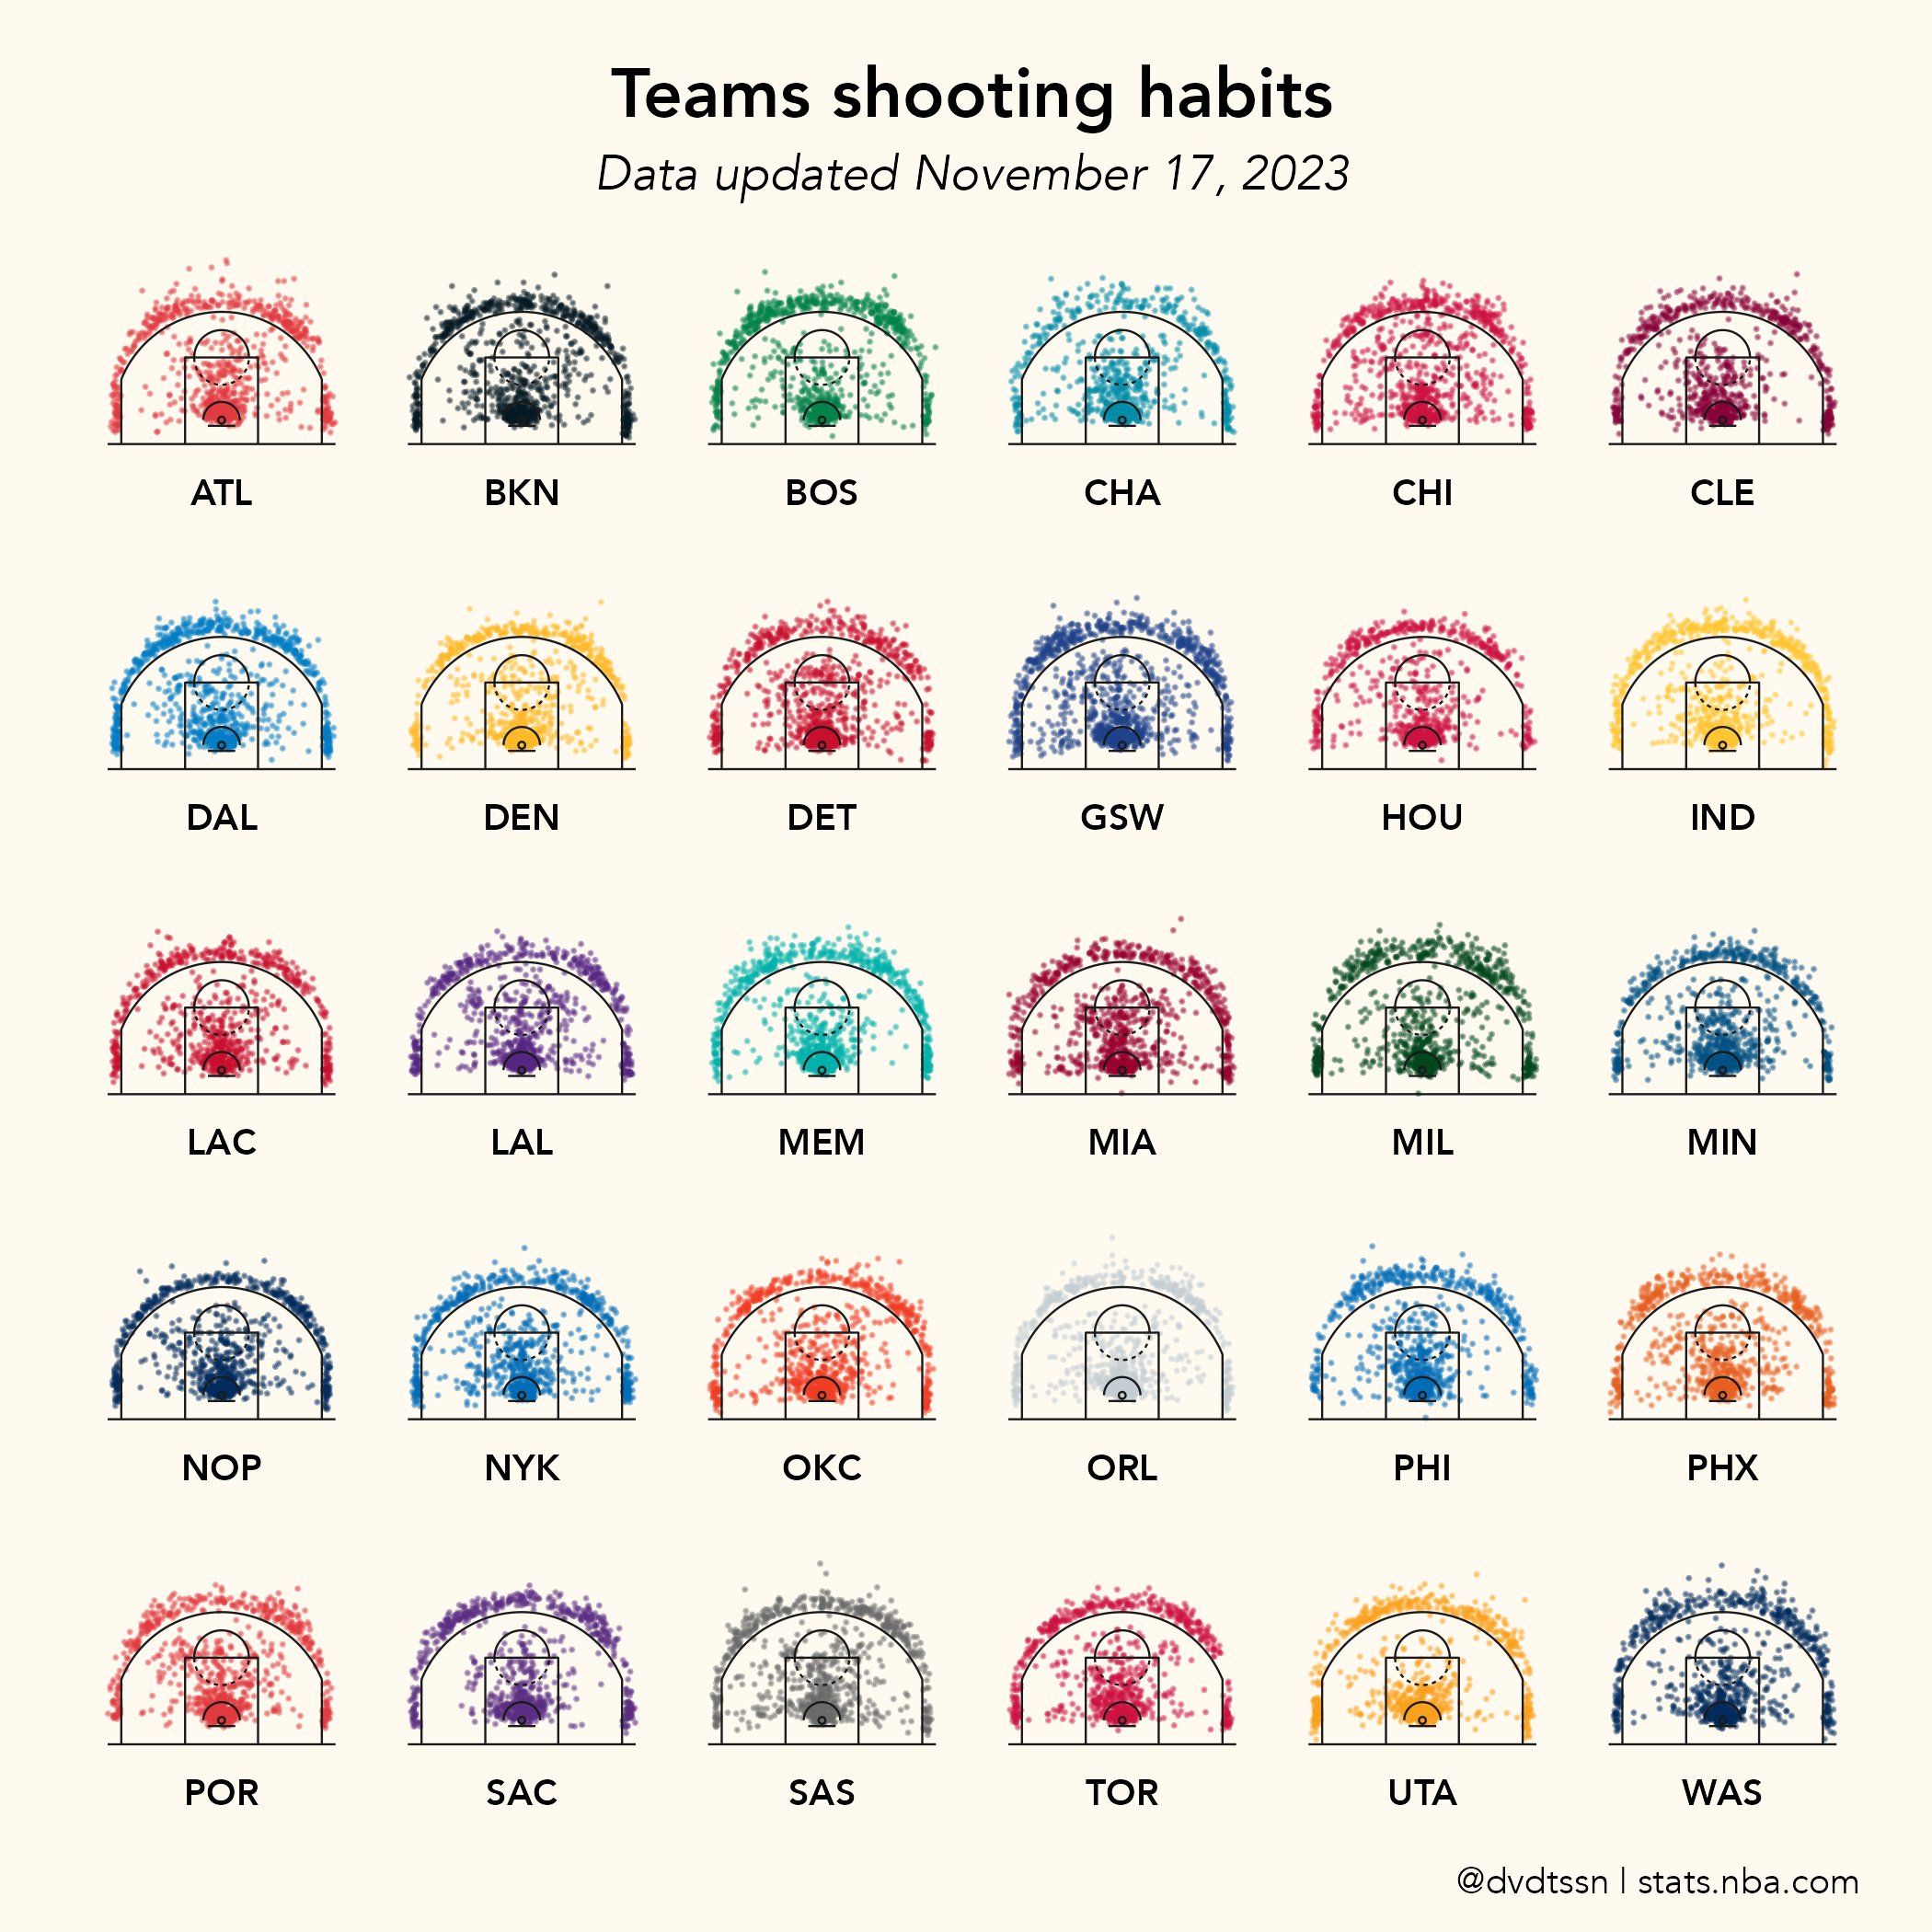 Teams shooting habits
Data updated November 17, 2023
ATL BKN BOS CHA CHI CLE
DAL DEN DET GSW HOU IND
LAC LAL MEM MIA MIL MIN
NOP NYK OKC ORL PHI PHX
POR SAC SAS TOR UTA WAS
@dvdtssn | stats.nba.com